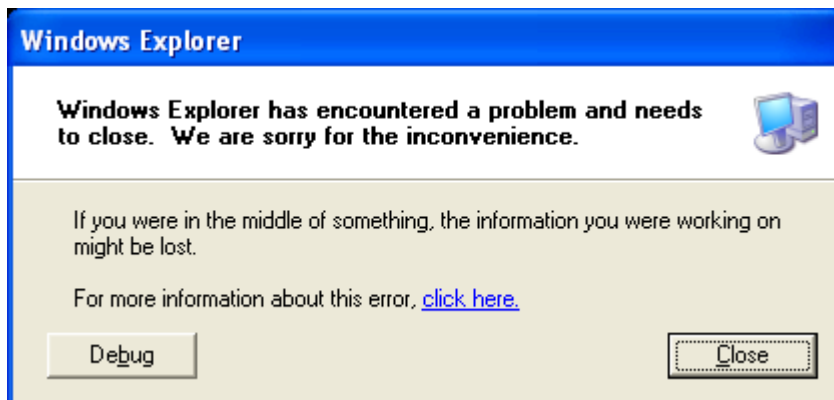 Windows Explorer
Windows Explorer has encountered a problem and needs
to close.  We are sorry for the inconvenience.
If you were in the middle of something, the information you were working on
might be lost.
For more information about this error, click here.
Debug
Close